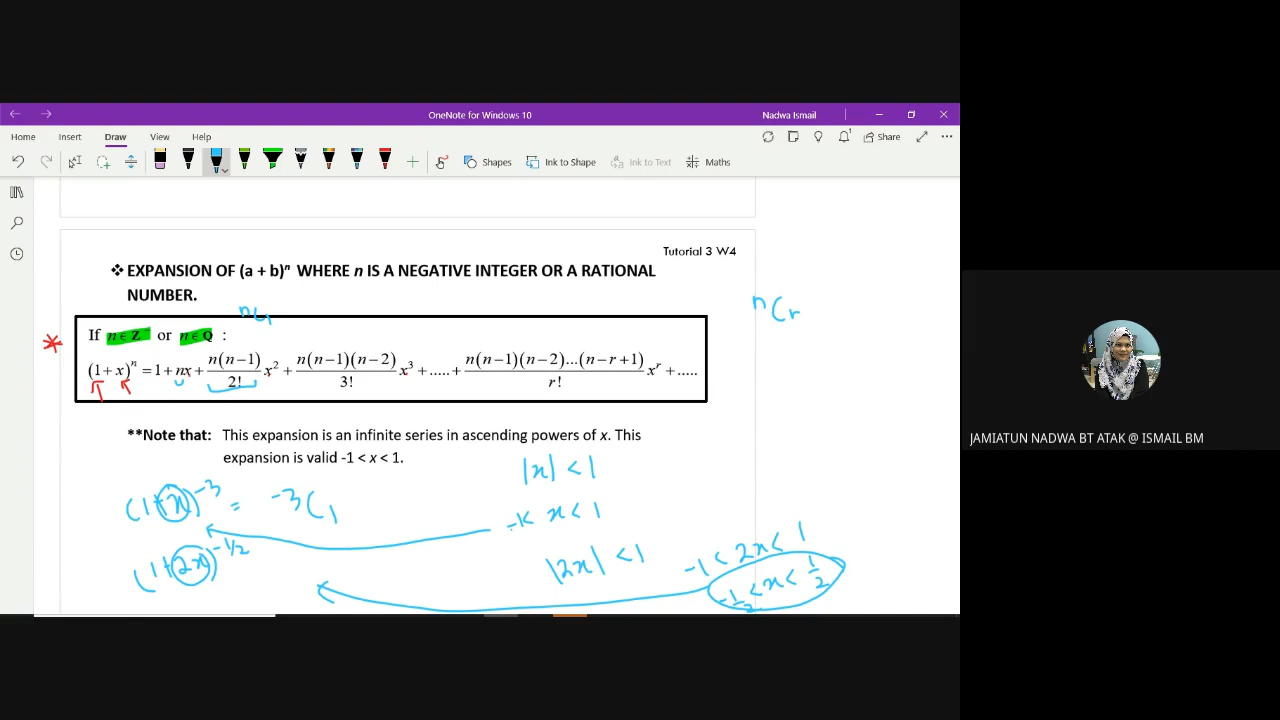 OneNote for Windows 10
Nadwa Ismail
Home Insert Draw View Help
Share
Shapes Ink to Shape Ink to Text Maths
Tutorial 3 W4
❖ EXPANSION OF (a + b)ⁿ WHERE n IS A NEGATIVE INTEGER OR A RATIONAL
NUMBER.
ⁿCᵣ
If n ∈ Z⁻ or n ∈ Q :
(1 + x)ⁿ = 1 + nx + n(n−1)/2! x² + n(n−1)(n−2)/3! x³ + ..... + n(n−1)(n−2)...(n−r+1)/r! xʳ + .....
**Note that: This expansion is an infinite series in ascending powers of x. This
expansion is valid -1 < x < 1.
|x| < 1
(1+x)⁻³ = ⁻³C₁
-1< x < 1
(1+2x)^-1/2
|2x| < 1
-1 < 2x < 1
-1/2 < x < 1/2
JAMIATUN NADWA BT ATAK @ ISMAIL BM